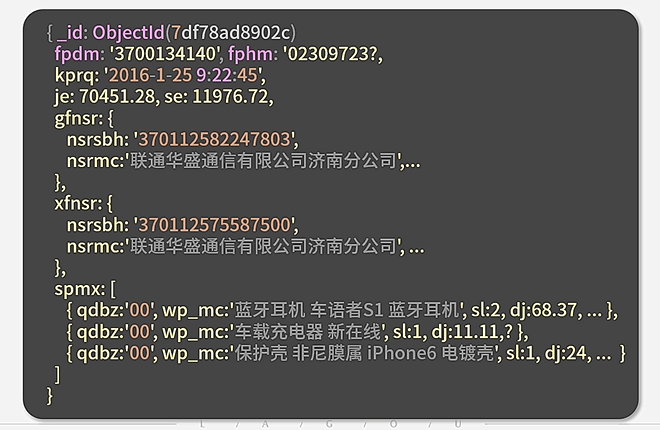 { _id: ObjectId(7df78ad8902c)
fpdm: '3700134140', fphm: '02309723?,
kprq: '2016-1-25 9:22:45',
je: 70451.28, se: 11976.72,
gfnsr: {
nsrsbh: '370112582247803',
nsrmc:'联通华盛通信有限公司济南分公司',...
},
xfnsr: {
nsrsbh: '370112575587500',
nsrmc:'联通华盛通信有限公司济南分公司', ...
},
spmx: [
{ qdbz:'00', wp_mc:'蓝牙耳机 车语者S1 蓝牙耳机', sl:2, dj:68.37, ... },
{ qdbz:'00', wp_mc:'车载充电器 新在线', sl:1, dj:11.11,? },
{ qdbz:'00', wp_mc:'保护壳 非尼膜属 iPhone6 电镀壳', sl:1, dj:24, ... }
]
}
L / A / G / O / U